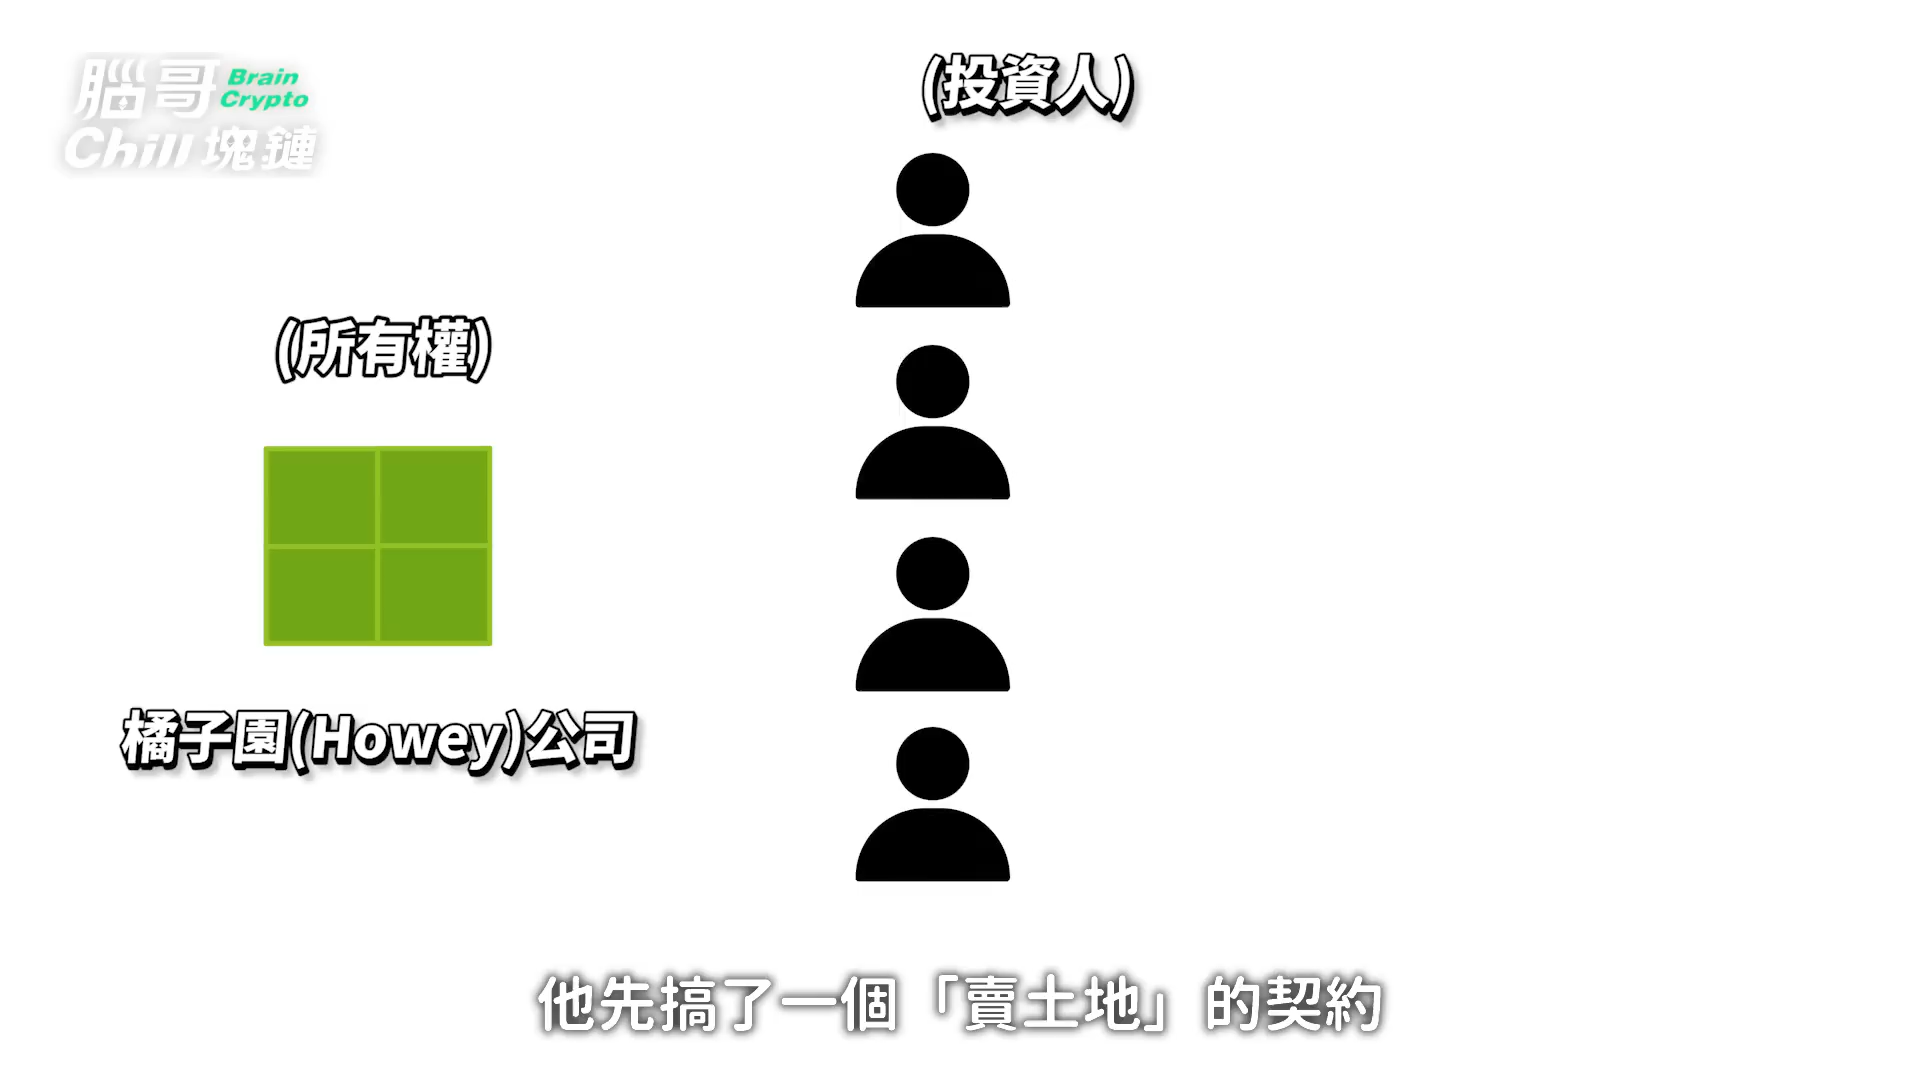 腦哥 Brain Crypto
Chill 塊鏈
(投資人)
(所有權)
橘子園(Howey)公司
他先搞了一個「賣土地」的契約